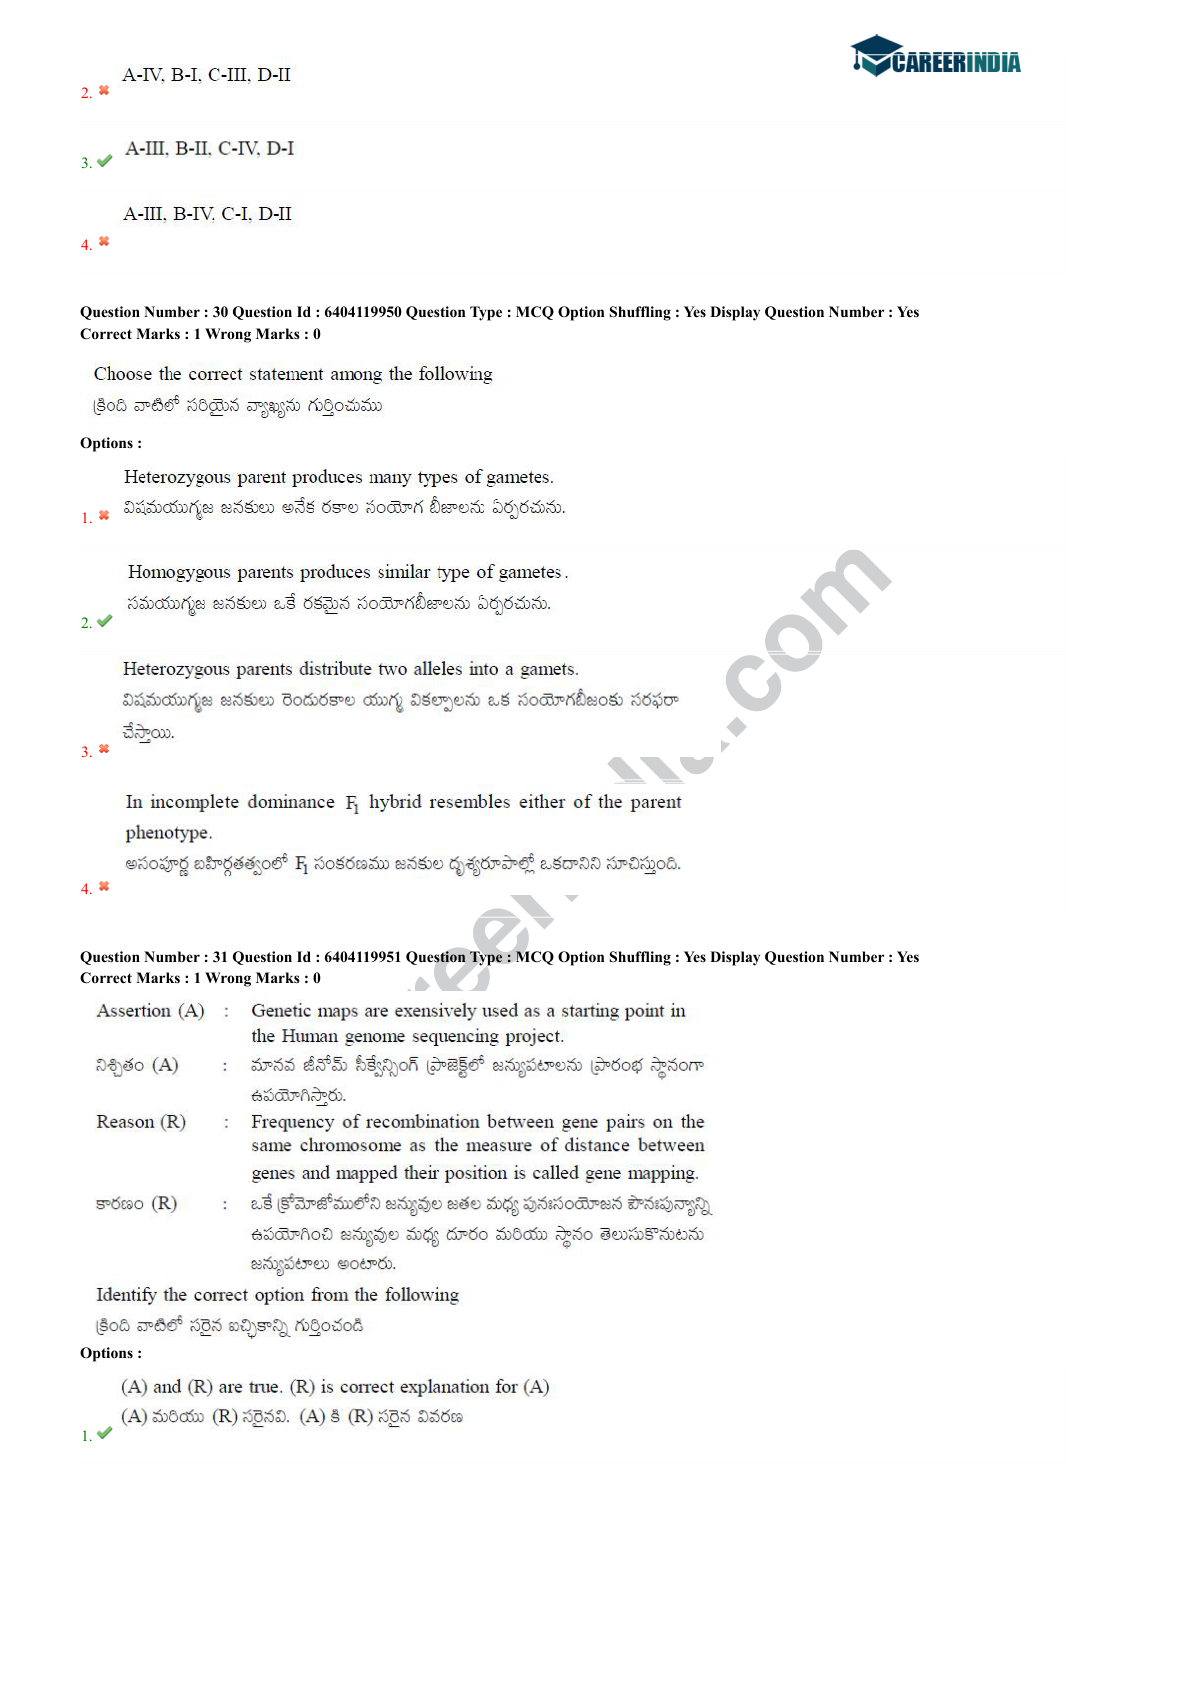 CAREERINDIA
A-IV, B-I, C-III, D-II
2.
A-III, B-II, C-IV, D-I
3.
A-III, B-IV, C-I, D-II
4.
Question Number : 30 Question Id : 6404119950 Question Type : MCQ Option Shuffling : Yes Display Question Number : Yes
Correct Marks : 1 Wrong Marks : 0
Choose the correct statement among the following
క్రింది వాటిలో సరియైన వ్యాఖ్యను గుర్తించుము
Options :
Heterozygous parent produces many types of gametes.
విషమయుగ్మజ జనకులు అనేక రకాల సంయోగ బీజాలను ఏర్పరచును.
1.
Homogygous parents produces similar type of gametes.
సమయుగ్మజ జనకులు ఒకే రకమైన సంయోగబీజాలను ఏర్పరచును.
2.
Heterozygous parents distribute two alleles into a gamets.
విషమయుగ్మజ జనకులు రెండురకాల యుగ్మ వికల్పాలను ఒక సంయోగబీజంకు సరఫరా
చేస్తాయి.
3.
In incomplete dominance F1 hybrid resembles either of the parent
phenotype.
అసంపూర్ణ బహిర్గతత్వంలో F1 సంకరణము జనకుల దృశ్యరూపాల్లో ఒకదానిని సూచిస్తుంది.
4.
Question Number : 31 Question Id : 6404119951 Question Type : MCQ Option Shuffling : Yes Display Question Number : Yes
Correct Marks : 1 Wrong Marks : 0
Assertion (A) : Genetic maps are exensively used as a starting point in
the Human genome sequencing project.
నిశ్చితం (A) : మానవ జీనోమ్ సీక్వేన్సింగ్ ప్రాజెక్ట్‌లో జన్యుపటాలను ప్రారంభ స్థానంగా
ఉపయోగిస్తారు.
Reason (R) : Frequency of recombination between gene pairs on the
same chromosome as the measure of distance between
genes and mapped their position is called gene mapping.
కారణం (R) : ఒకే క్రోమోజోములోని జన్యువుల జతల మధ్య పునఃసంయోజన పౌనఃపున్యాన్ని
ఉపయోగించి జన్యువుల మధ్య దూరం మరియు స్థానం తెలుసుకొనుటను
జన్యుపటాలు అంటారు.
Identify the correct option from the following
క్రింది వాటిలో సరైన ఐచ్ఛికాన్ని గుర్తించండి
Options :
(A) and (R) are true. (R) is correct explanation for (A)
(A) మరియు (R) సరైనవి. (A) కి (R) సరైన వివరణ
1.